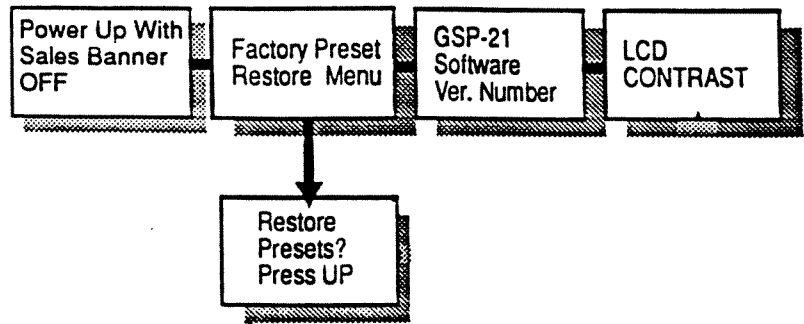 Power Up With
Sales Banner
OFF
Factory Preset
Restore Menu
GSP-21
Software
Ver. Number
LCD
CONTRAST
Restore
Presets?
Press UP